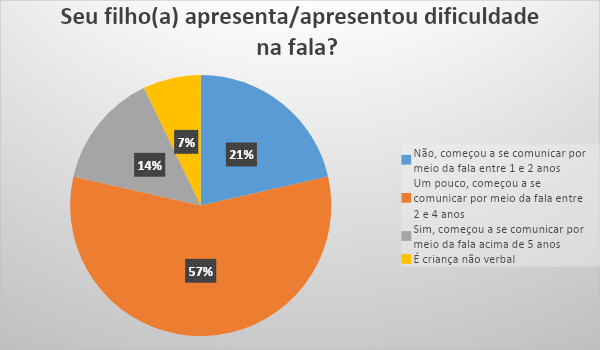 Seu filho(a) apresenta/apresentou dificuldade
na fala?
21%
57%
14%
7%
Não, começou a se comunicar por
meio da fala entre 1 e 2 anos
Um pouco, começou a se
comunicar por meio da fala entre
2 e 4 anos
Sim, começou a se comunicar por
meio da fala acima de 5 anos
É criança não verbal